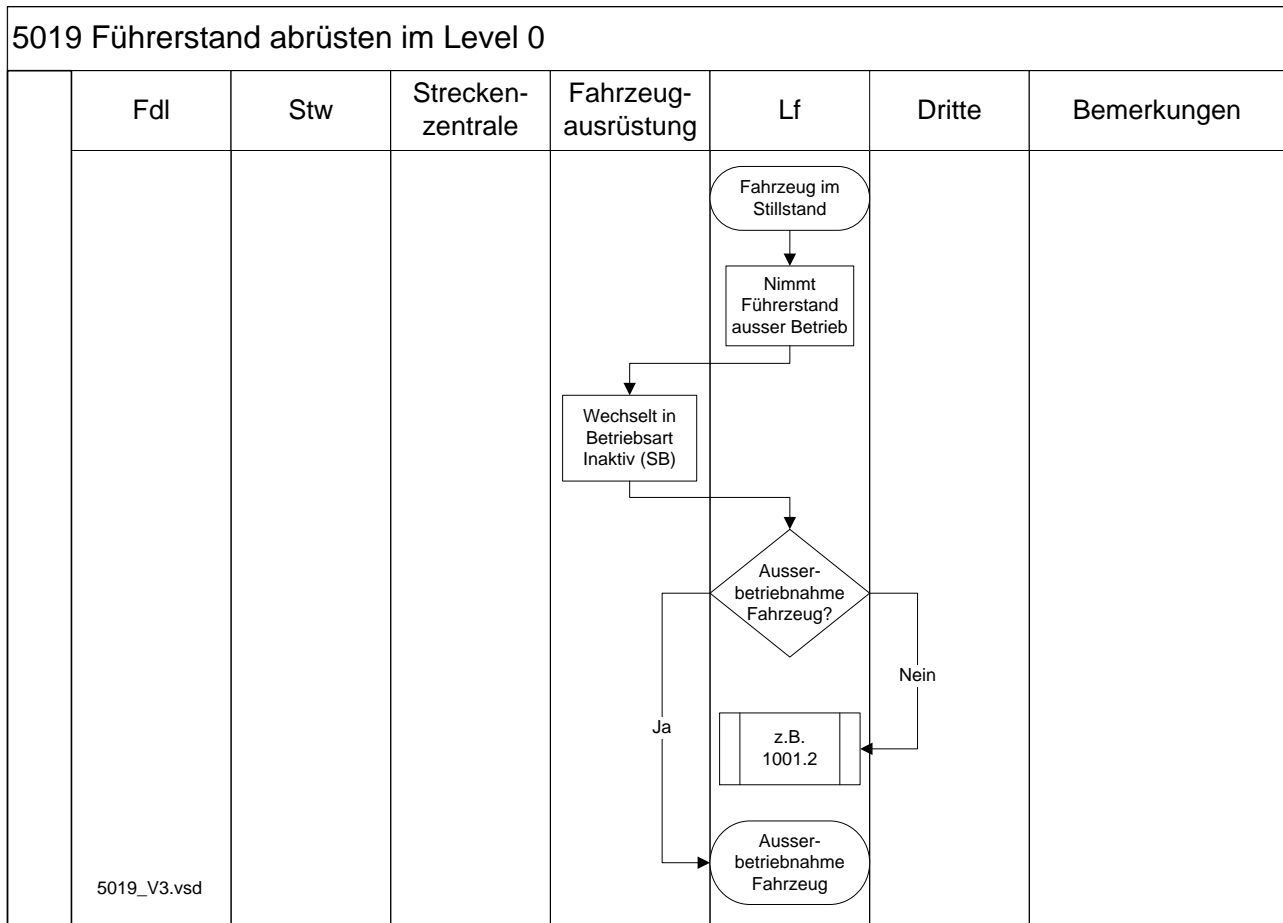 5019 Führerstand abrüsten im Level 0
Fdl
Stw
Strecken-
zentrale
Fahrzeug-
ausrüstung
Lf
Dritte
Bemerkungen
Fahrzeug im
Stillstand
Nimmt
Führerstand
ausser Betrieb
Wechselt in
Betriebsart
Inaktiv (SB)
Ausser-
betriebnahme
Fahrzeug?
Nein
Ja
z.B.
1001.2
Ausser-
betriebnahme
Fahrzeug
5019_V3.vsd